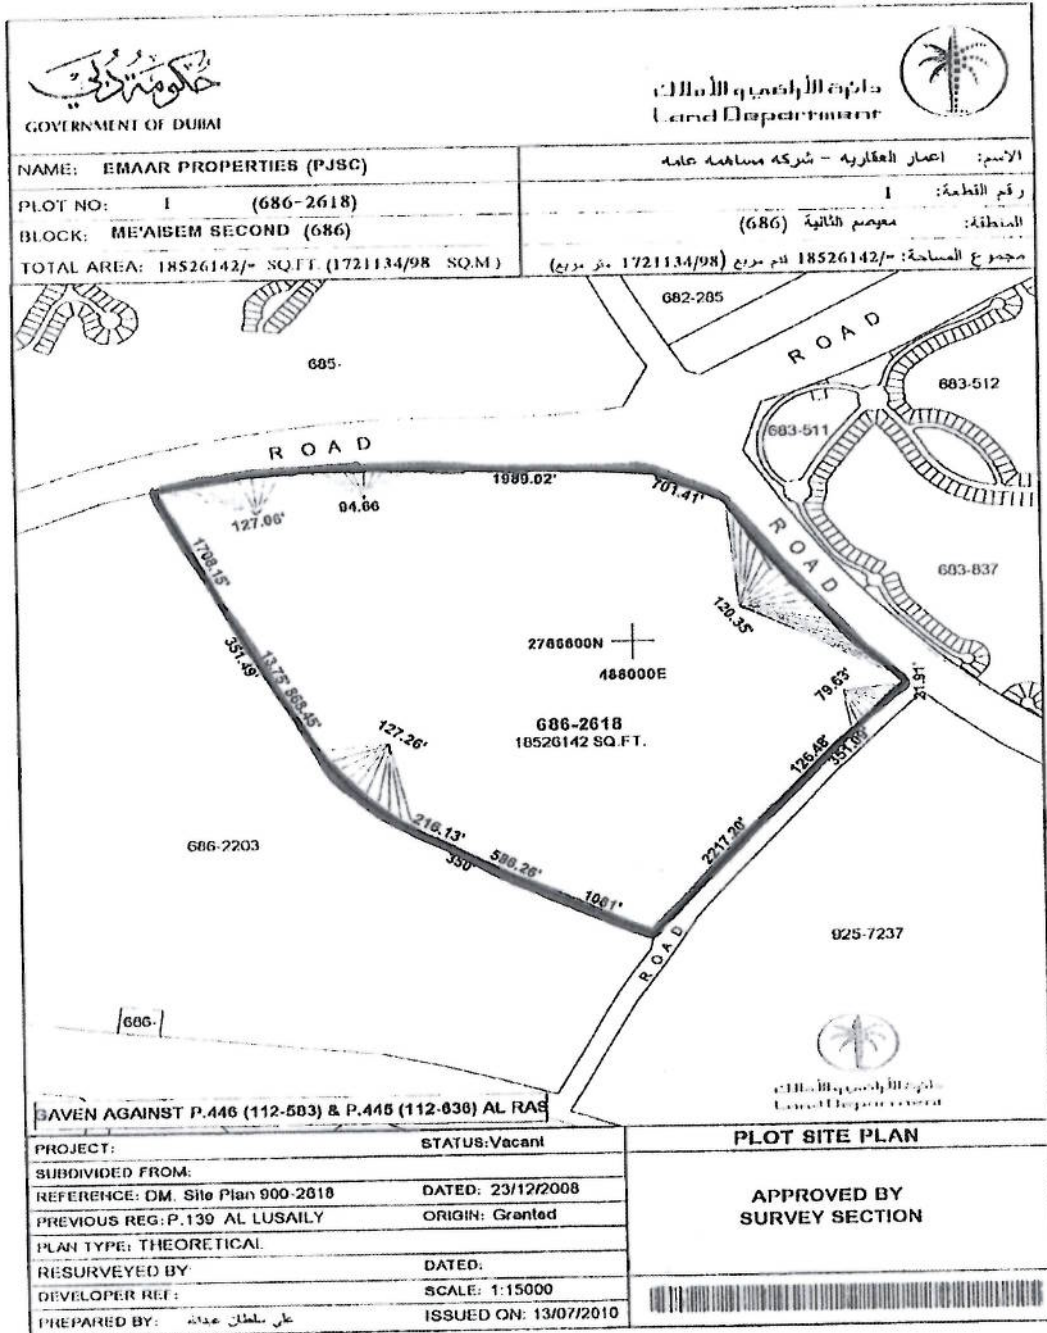 حكومة دبي
GOVERNMENT OF DUBAI
دائرة الأراضي والأملاك
Land Department
NAME: EMAAR PROPERTIES (PJSC)
الاسم: اعمار العقاريه - شركه مساهمه عامه
PLOT NO: 1 (686-2618)
رقم القطعة: 1
BLOCK: ME'AISEM SECOND (686)
المنطقة: معيصم الثانية (686)
TOTAL AREA: 18526142/= SQ.FT. (1721134/98 SQ.M)
مجموع المساحة: =/18526142 قدم مربع (1721134/98 متر مربع)
682-285
ROAD
685-
683-512
683-511
ROAD
1989.02'
701.41'
94.66
127.06'
ROAD
683-837
1708.15'
120.35'
2766600N
488000E
351.49'
13.75' 868.45'
79.63'
21.91'
686-2618
18526142 SQ.FT.
127.26'
126.48'
351.09'
216.13'
686-2203
350'
586.26'
2217.20'
1061'
925-7237
ROAD
686-
دائرة الأراضي والأملاك
Land Department
GAVEN AGAINST P.446 (112-583) & P.445 (112-636) AL RAS
PROJECT: STATUS:Vacant
PLOT SITE PLAN
SUBDIVIDED FROM:
REFERENCE: DM. Site Plan 900-2618 DATED: 23/12/2008
APPROVED BY
SURVEY SECTION
PREVIOUS REG:P.139 AL LUSAILY ORIGIN: Granted
PLAN TYPE: THEORETICAL
RESURVEYED BY DATED:
DEVELOPER REF: SCALE: 1:15000
PREPARED BY: علي سلطان عبدالله ISSUED ON: 13/07/2010